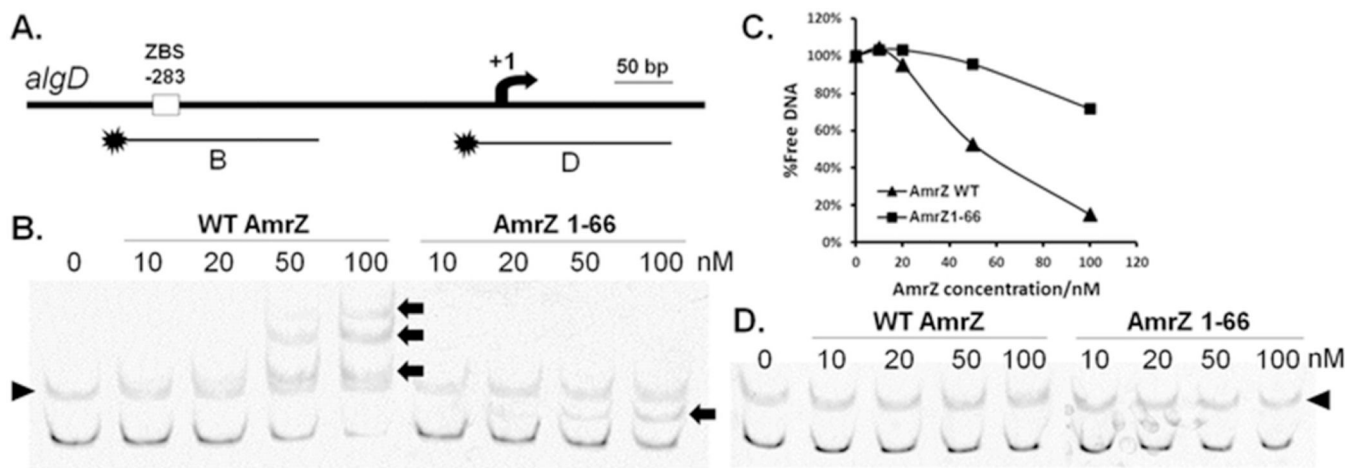 A.
ZBS
-283
algD
+1
50 bp
B
D
C.
%Free DNA
120%
100%
80%
60%
40%
20%
0%
AmrZ WT
AmrZ1-66
0 20 40 60 80 100 120
AmrZ concentration/nM
B.
WT AmrZ AmrZ 1-66
0 10 20 50 100 10 20 50 100 nM
D.
WT AmrZ AmrZ 1-66
0 10 20 50 100 10 20 50 100 nM